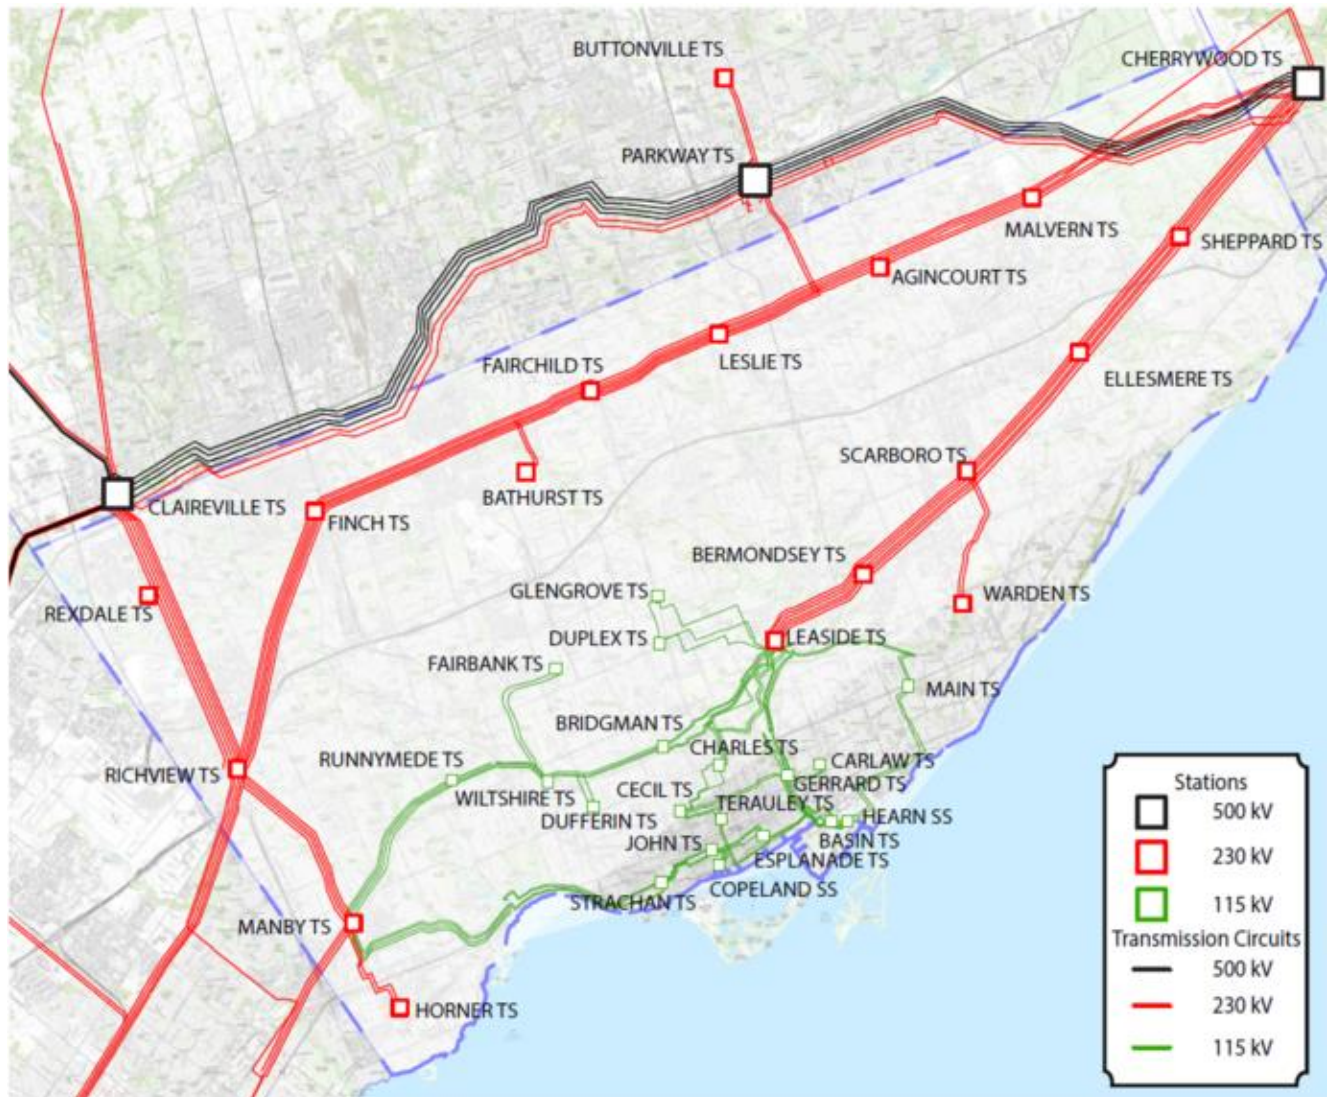 BUTTONVILLE TS
CHERRYWOOD TS
PARKWAY TS
MALVERN TS
SHEPPARD TS
AGINCOURT TS
FAIRCHILD TS
LESLIE TS
ELLESMERE TS
SCARBORO TS
BATHURST TS
CLAIREVILLE TS
FINCH TS
BERMONDSEY TS
GLENGROVE TS
WARDEN TS
REXDALE TS
DUPLEX TS
LEASIDE TS
FAIRBANK TS
MAIN TS
BRIDGMAN TS
CHARLES TS
RUNNYMEDE TS
CARLAW TS
RICHVIEW TS
GERRARD TS
CECIL TS
WILTSHIRE TS
TERAULEY TS
DUFFERIN TS
HEARN SS
JOHN TS
BASIN TS
ESPLANADE TS
COPELAND SS
STRACHAN TS
MANBY TS
HORNER TS
Stations
500 kV
230 kV
115 kV
Transmission Circuits
500 kV
230 kV
115 kV